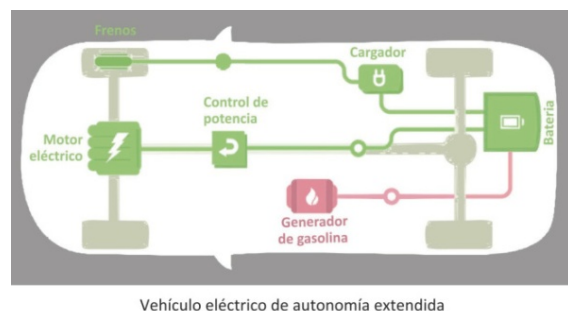 Frenos
Cargador
Control de
potencia
Motor
eléctrico
Batería
Generador
de gasolina
Vehículo eléctrico de autonomía extendida